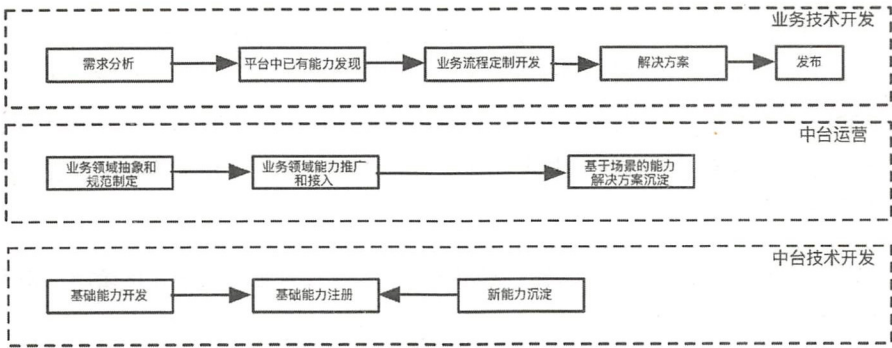 业务技术开发
需求分析
平台中已有能力发现
业务流程定制开发
解决方案
发布
中台运营
业务领域抽象和
规范制定
业务领域能力推广
和接入
基于场景的能力
解决方案沉淀
中台技术开发
基础能力开发
基础能力注册
新能力沉淀